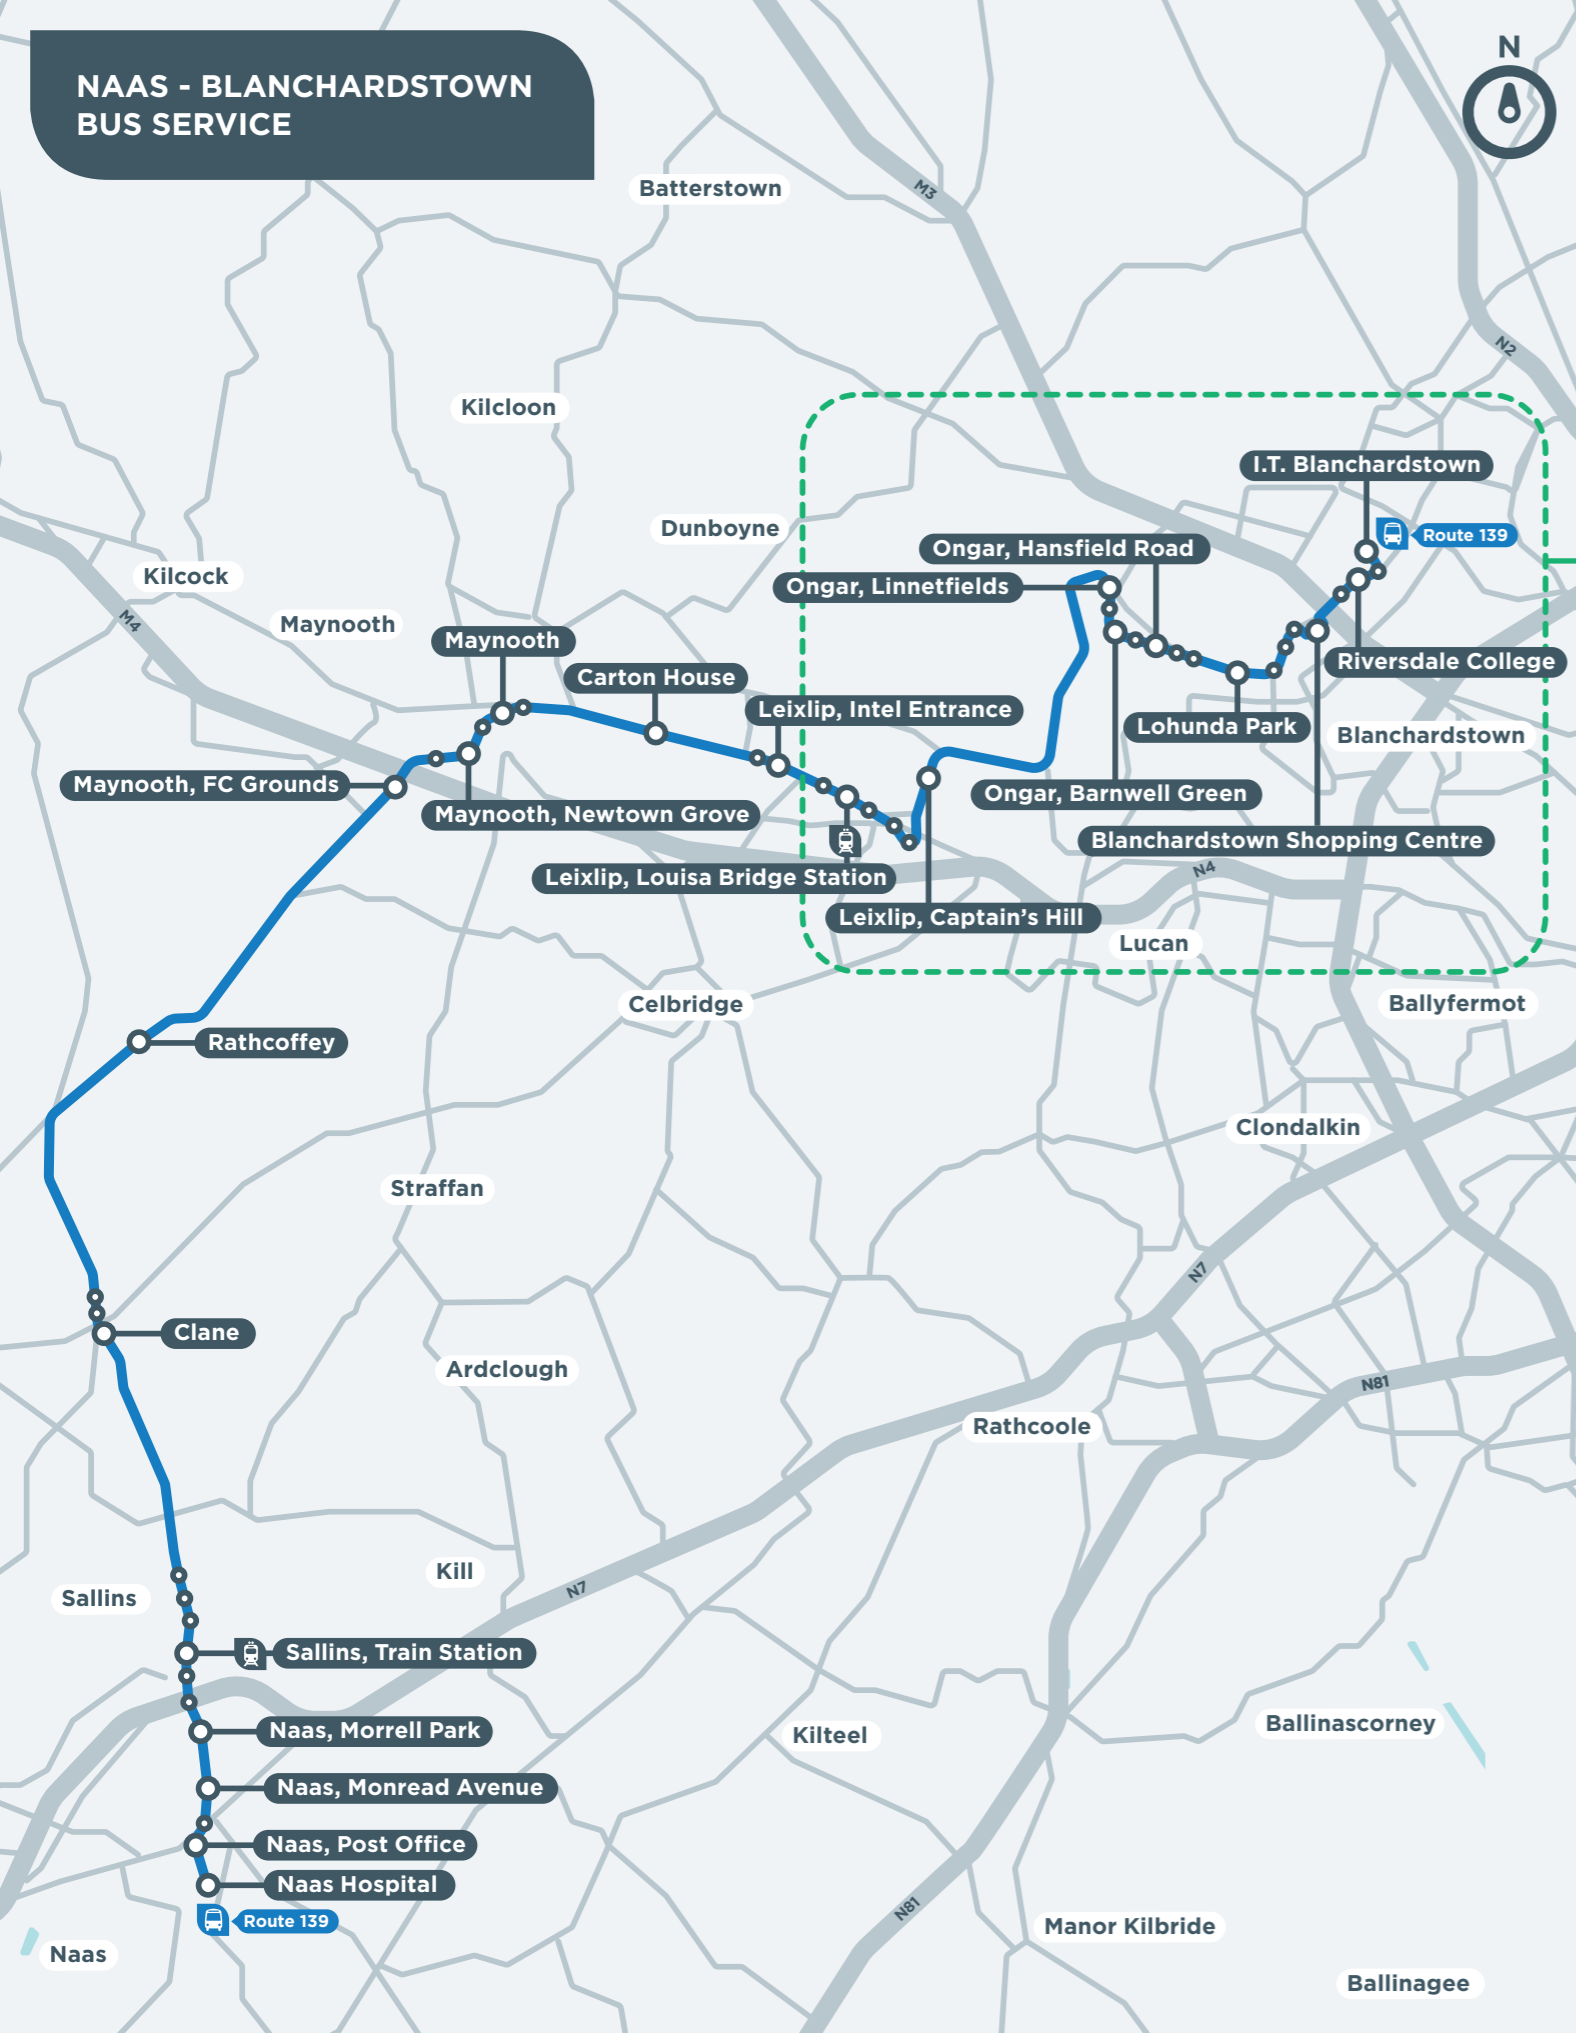 NAAS - BLANCHARDSTOWN
BUS SERVICE
N
Batterstown
M3
N2
Kilcloon
I.T. Blanchardstown
Dunboyne
Route 139
Ongar, Hansfield Road
Kilcock
Ongar, Linnetfields
M4
Maynooth
Maynooth
Riversdale College
Carton House
Leixlip, Intel Entrance
Lohunda Park
Blanchardstown
Maynooth, FC Grounds
Ongar, Barnwell Green
Maynooth, Newtown Grove
Blanchardstown Shopping Centre
N4
Leixlip, Louisa Bridge Station
Leixlip, Captain's Hill
Lucan
Celbridge
Ballyfermot
Rathcoffey
Clondalkin
Straffan
N7
Clane
Ardclough
N81
Rathcoole
Kill
N7
Sallins
Sallins, Train Station
Ballinascorney
Naas, Morrell Park
Kilteel
Naas, Monread Avenue
Naas, Post Office
Naas Hospital
N81
Route 139
Manor Kilbride
Naas
Ballinagee